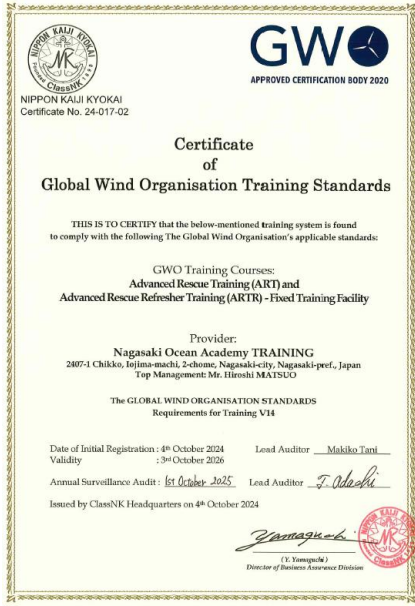 NIPPON KAIJI KYOKAI
NK
Founded 1899
ClassNK
GWO
APPROVED CERTIFICATION BODY 2020
NIPPON KAIJI KYOKAI
Certificate No. 24-017-02
Certificate
of
Global Wind Organisation Training Standards
THIS IS TO CERTIFY that the below-mentioned training system is found
to comply with the following The Global Wind Organisation's applicable standards:
GWO Training Courses:
Advanced Rescue Training (ART) and
Advanced Rescue Refresher Training (ARTR) - Fixed Training Facility
Provider:
Nagasaki Ocean Academy TRAINING
2407-1 Chikko, Iojima-machi, 2-chome, Nagasaki-city, Nagasaki-pref., Japan
Top Management: Mr. Hiroshi MATSUO
The GLOBAL WIND ORGANISATION STANDARDS
Requirements for Training V14
Date of Initial Registration : 4th October 2024 Lead Auditor Makiko Tani
Validity : 3rd October 2026
Annual Surveillance Audit : 1st October 2025 Lead Auditor T. Adachi
Issued by ClassNK Headquarters on 4th October 2024
Yamaguchi
( Y. Yamaguchi )
Director of Business Assurance Division
NIPPON KAIJI
NK
ClassNK